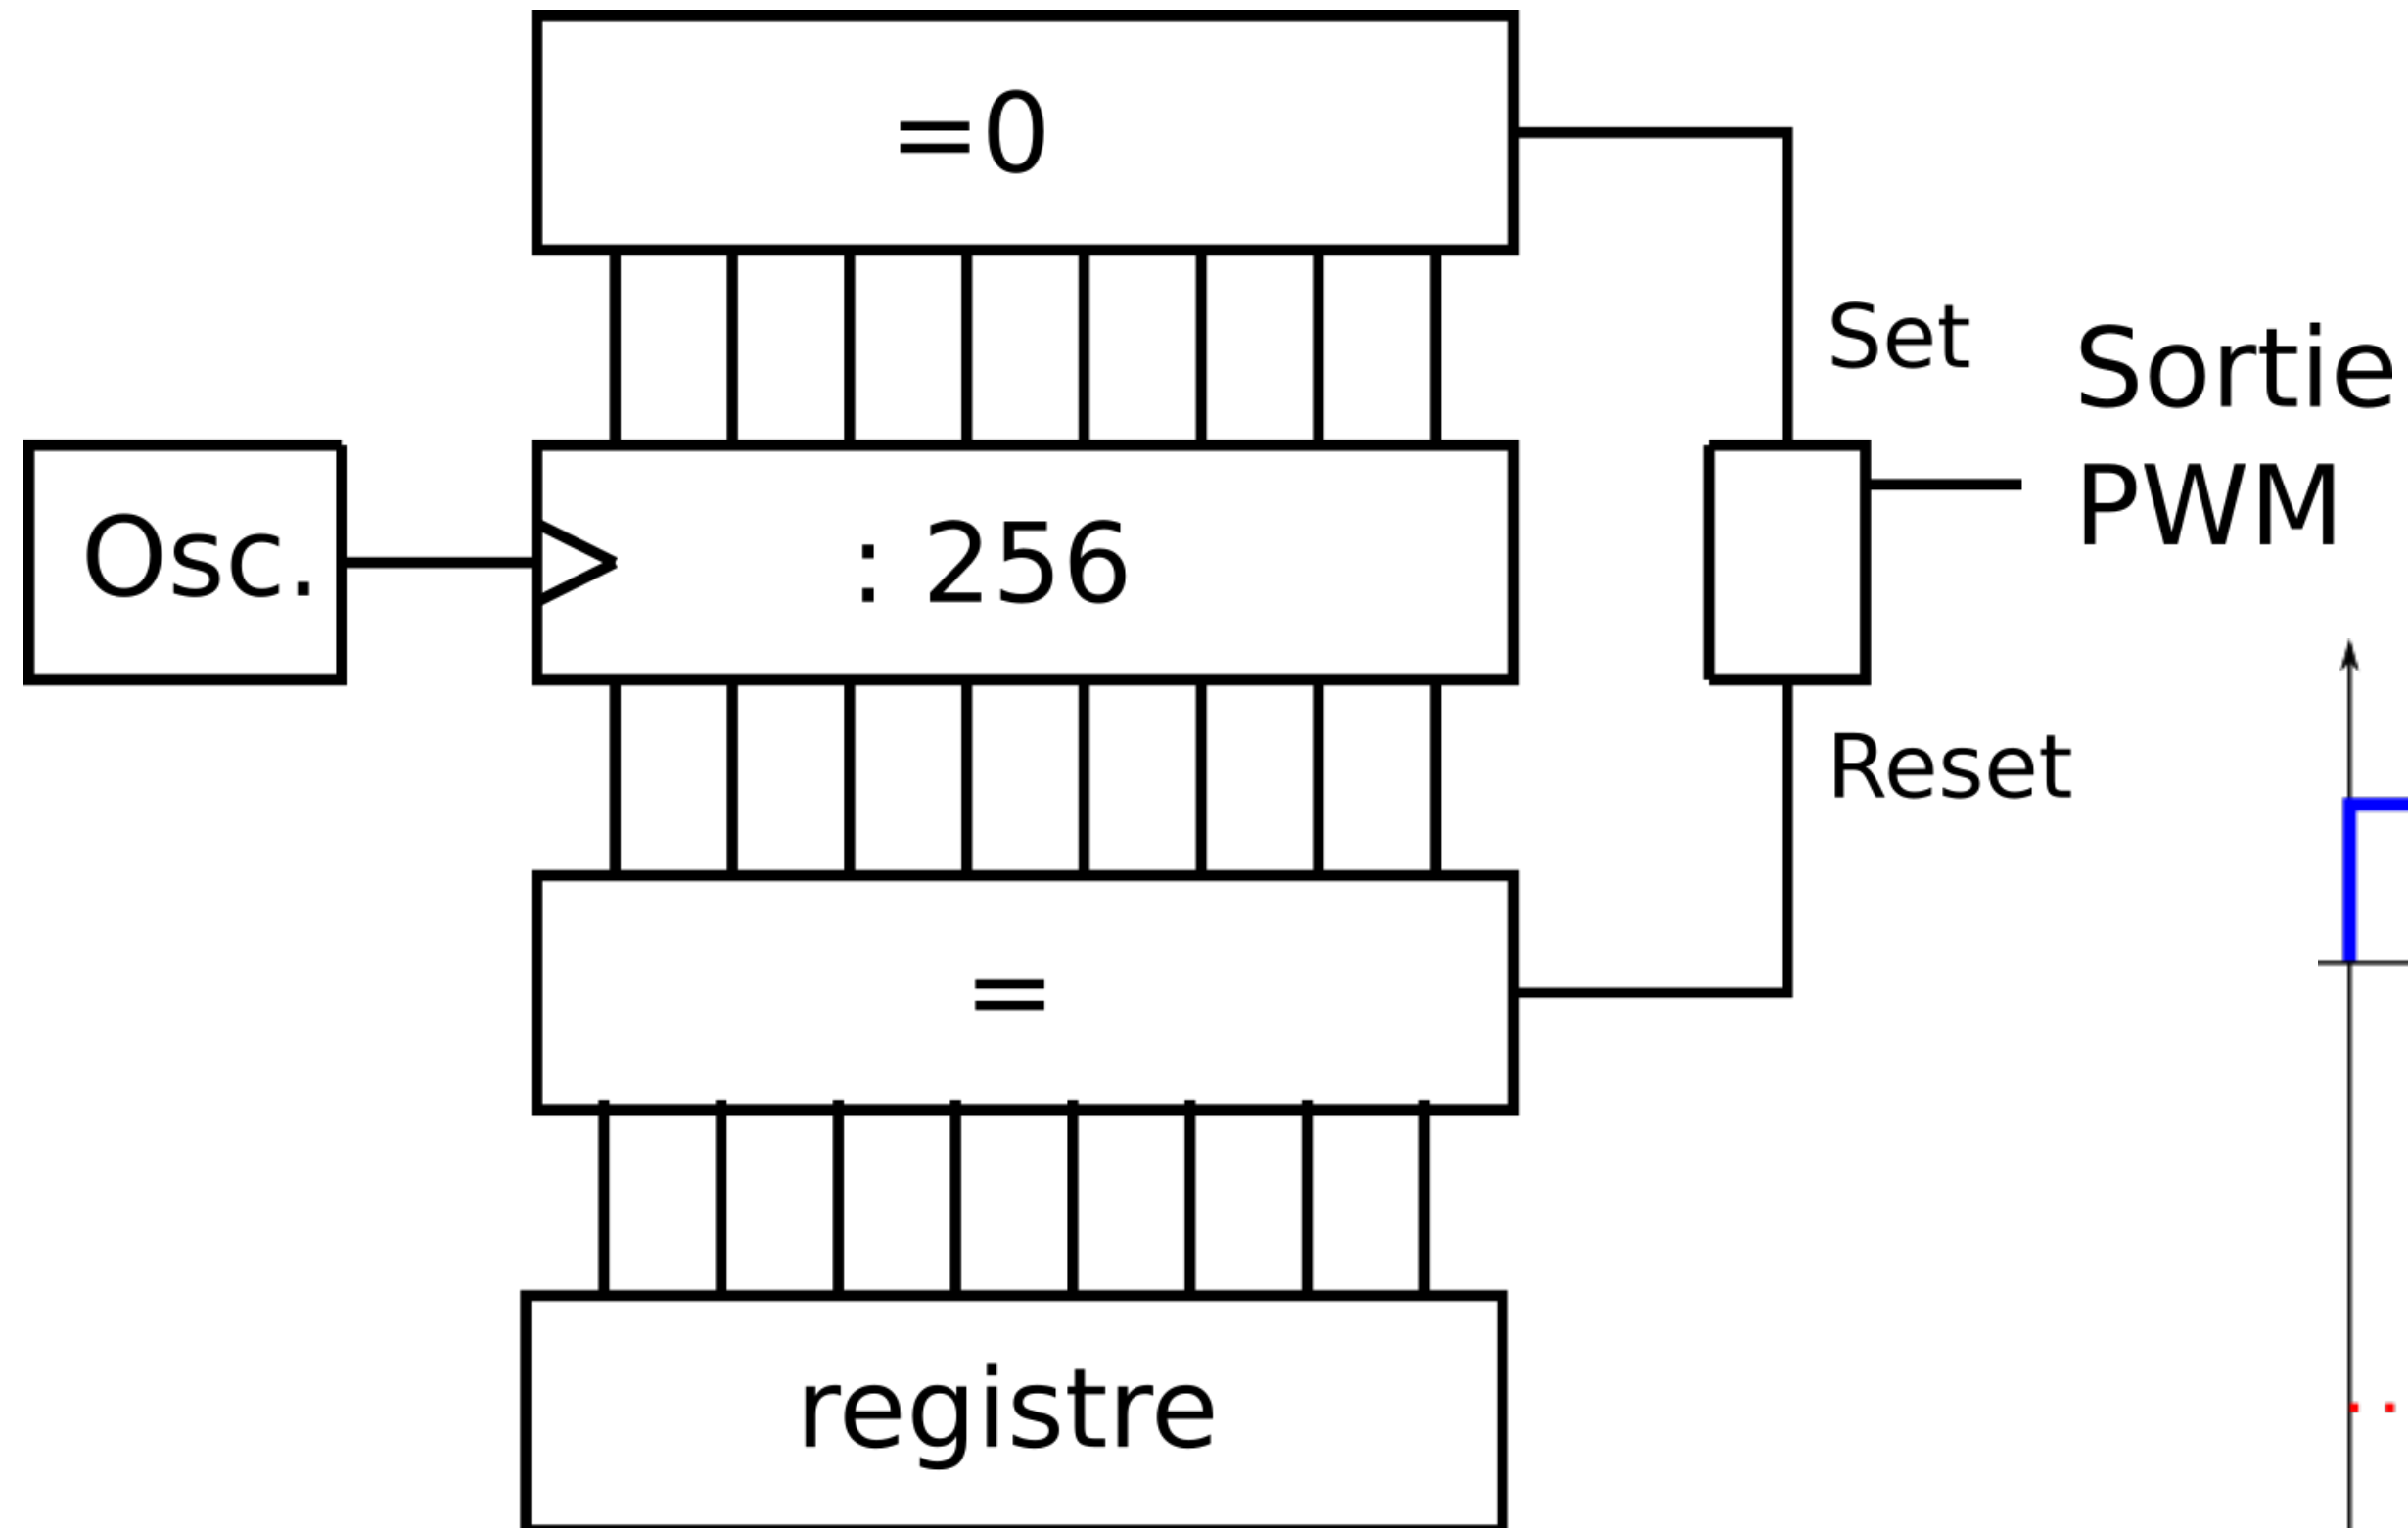 =0
Set
Sortie
PWM
Osc.
: 256
Reset
=
registre